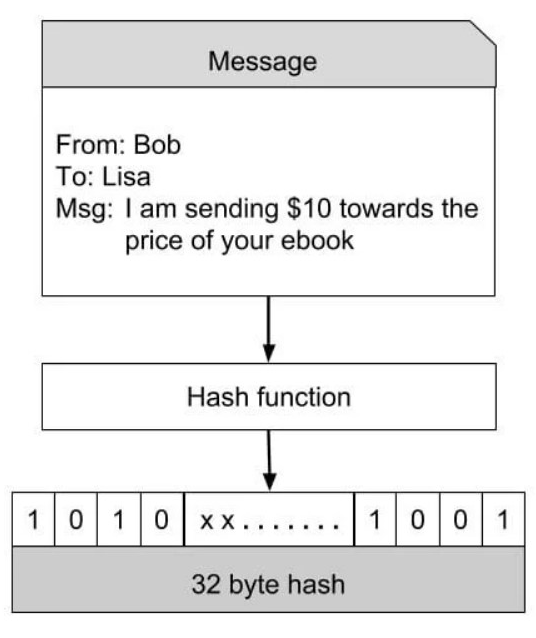 Message
From: Bob
To: Lisa
Msg: I am sending $10 towards the
price of your ebook
Hash function
1 0 1 0 x x....... 1 0 0 1
32 byte hash